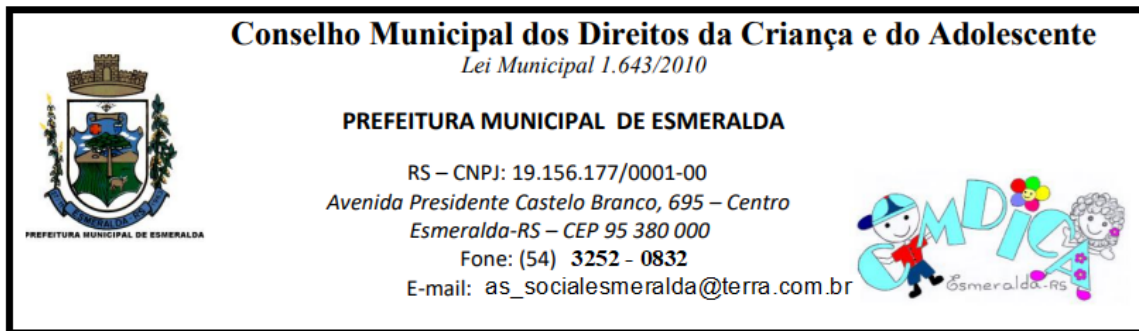 Conselho Municipal dos Direitos da Criança e do Adolescente
Lei Municipal 1.643/2010
PREFEITURA MUNICIPAL DE ESMERALDA
RS – CNPJ: 19.156.177/0001-00
Avenida Presidente Castelo Branco, 695 – Centro
Esmeralda-RS – CEP 95 380 000
Fone: (54) 3252 - 0832
E-mail: as_socialesmeralda@terra.com.br
ESMERALDA - RS
PREFEITURA MUNICIPAL DE ESMERALDA
COMDICA
Esmeralda-RS